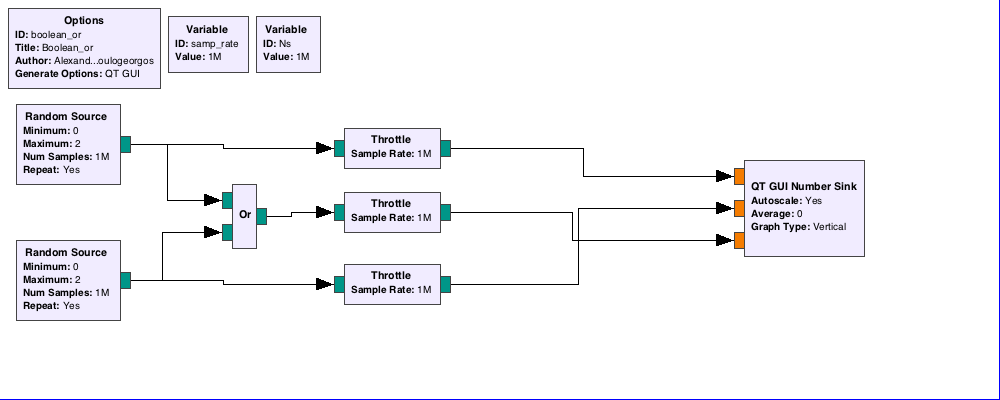 Options
ID: boolean_or
Title: Boolean_or
Author: Alexand...oulogeorgos
Generate Options: QT GUI
Variable
ID: samp_rate
Value: 1M
Variable
ID: Ns
Value: 1M
Random Source
Minimum: 0
Maximum: 2
Num Samples: 1M
Repeat: Yes
Throttle
Sample Rate: 1M
Or
Throttle
Sample Rate: 1M
QT GUI Number Sink
Autoscale: Yes
Average: 0
Graph Type: Vertical
Random Source
Minimum: 0
Maximum: 2
Num Samples: 1M
Repeat: Yes
Throttle
Sample Rate: 1M